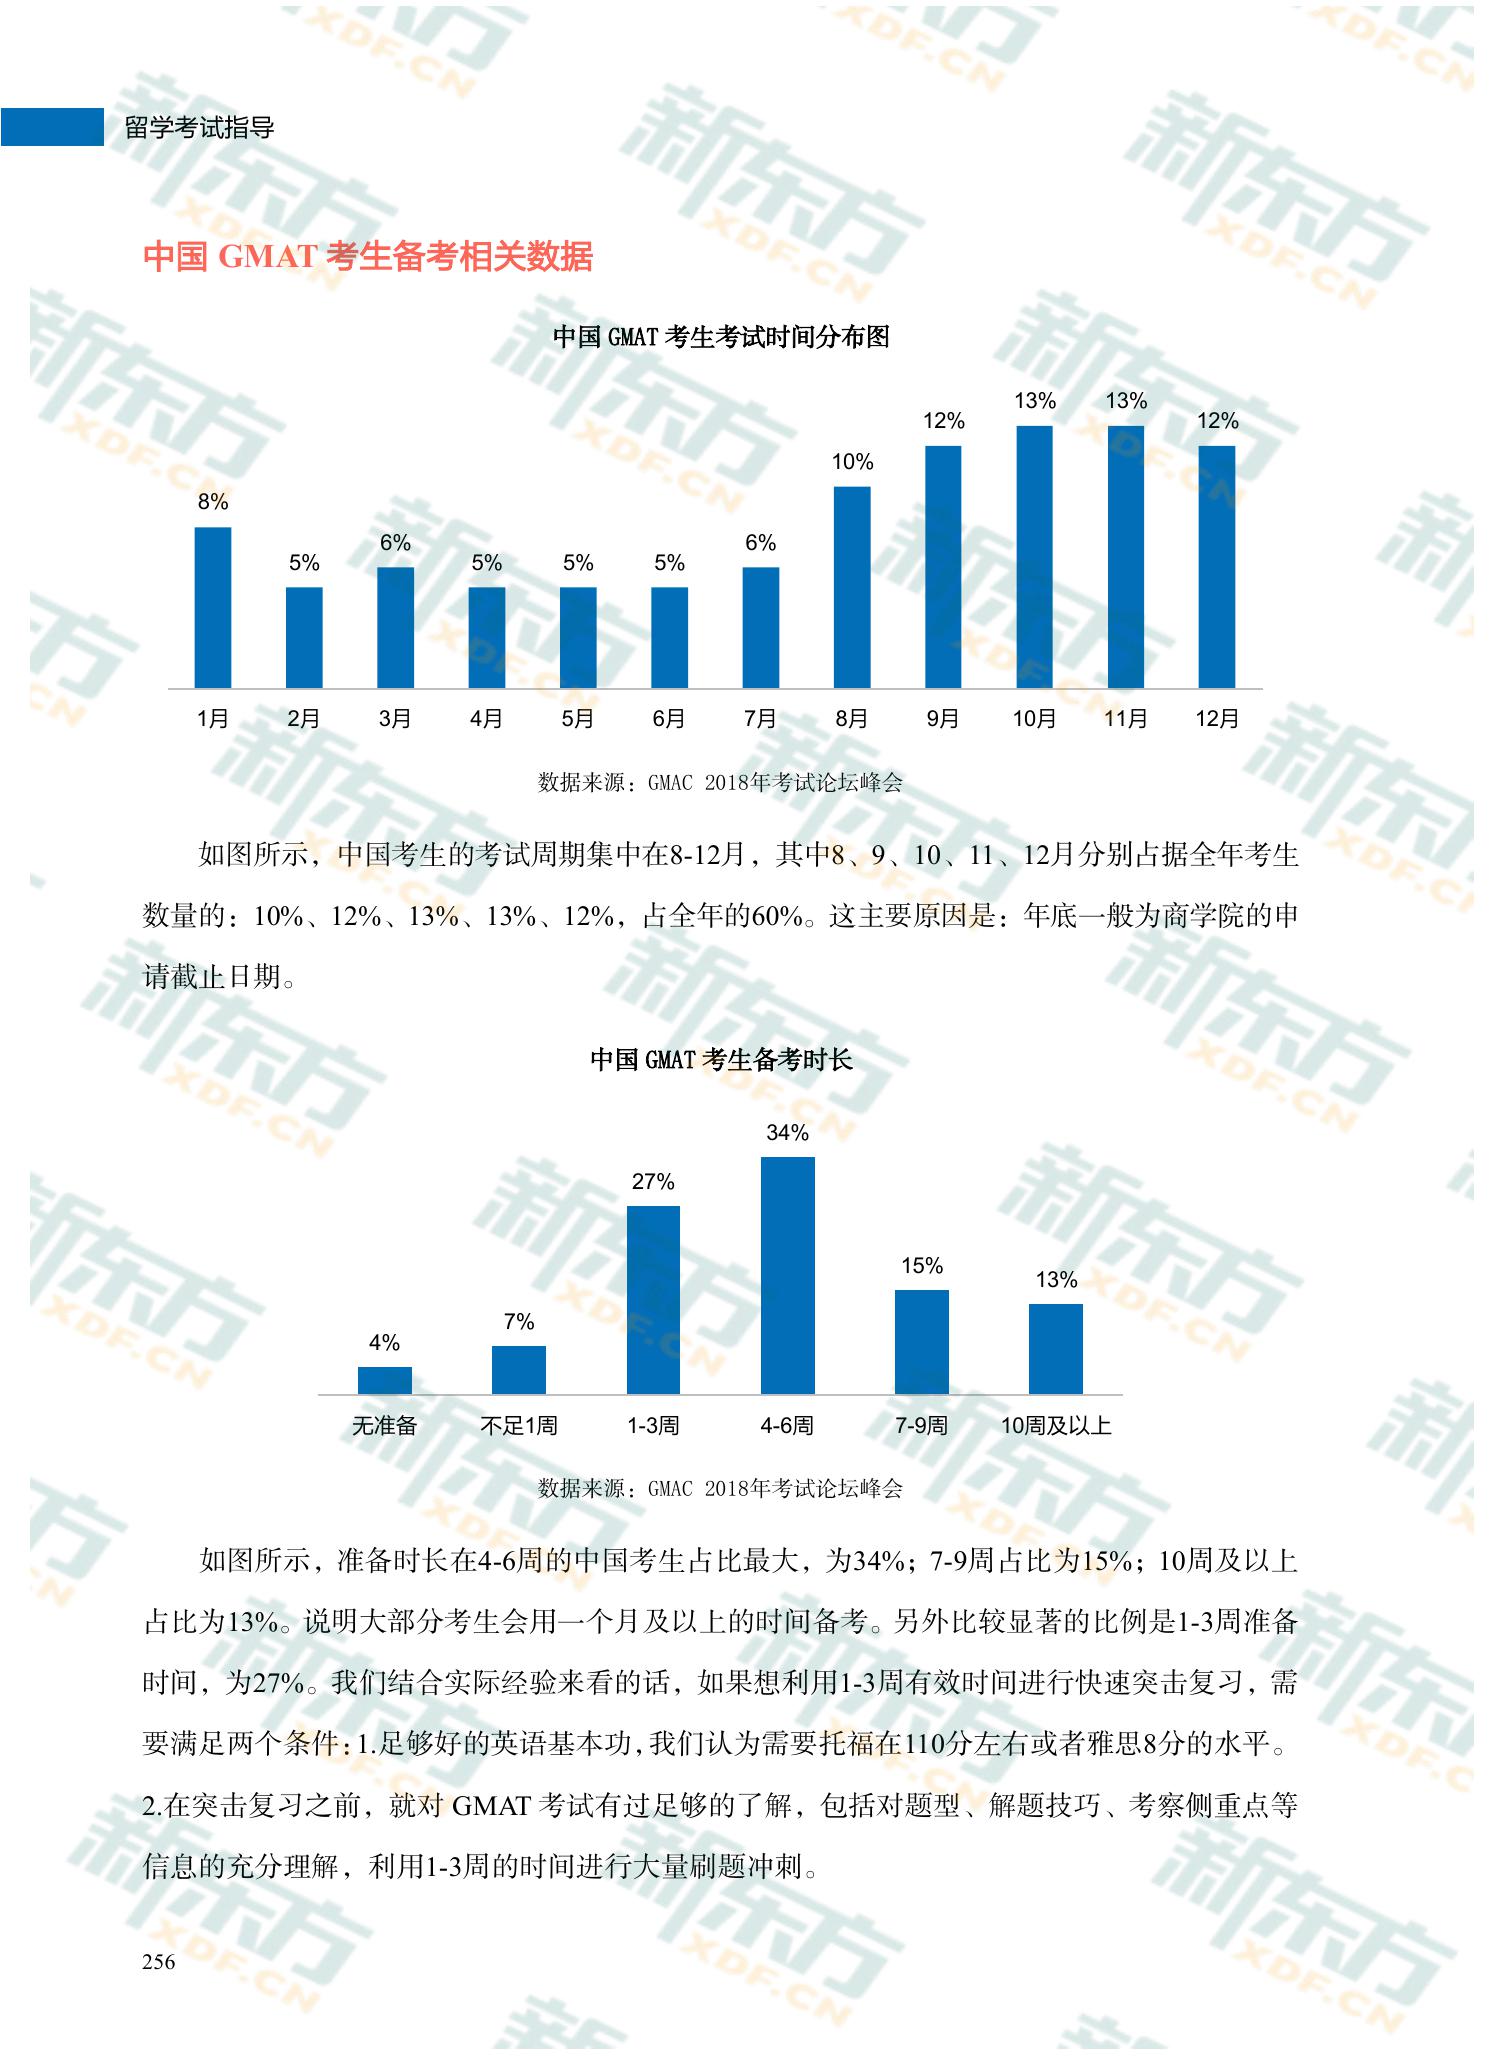 留学考试指导
中国 GMAT 考生备考相关数据
中国 GMAT 考生考试时间分布图
8% 5% 6% 5% 5% 5% 6% 10% 12% 13% 13% 12%
1月 2月 3月 4月 5月 6月 7月 8月 9月 10月 11月 12月
数据来源：GMAC 2018年考试论坛峰会
如图所示，中国考生的考试周期集中在8-12月，其中8、9、10、11、12月分别占据全年考生
数量的：10%、12%、13%、13%、12%，占全年的60%。这主要原因是：年底一般为商学院的申
请截止日期。
中国 GMAT 考生备考时长
4% 7% 27% 34% 15% 13%
无准备 不足1周 1-3周 4-6周 7-9周 10周及以上
数据来源：GMAC 2018年考试论坛峰会
如图所示，准备时长在4-6周的中国考生占比最大，为34%；7-9周占比为15%；10周及以上
占比为13%。说明大部分考生会用一个月及以上的时间备考。另外比较显著的比例是1-3周准备
时间，为27%。我们结合实际经验来看的话，如果想利用1-3周有效时间进行快速突击复习，需
要满足两个条件：1.足够好的英语基本功，我们认为需要托福在110分左右或者雅思8分的水平。
2.在突击复习之前，就对 GMAT 考试有过足够的了解，包括对题型、解题技巧、考察侧重点等
信息的充分理解，利用1-3周的时间进行大量刷题冲刺。
256
新东方
XDF.CN